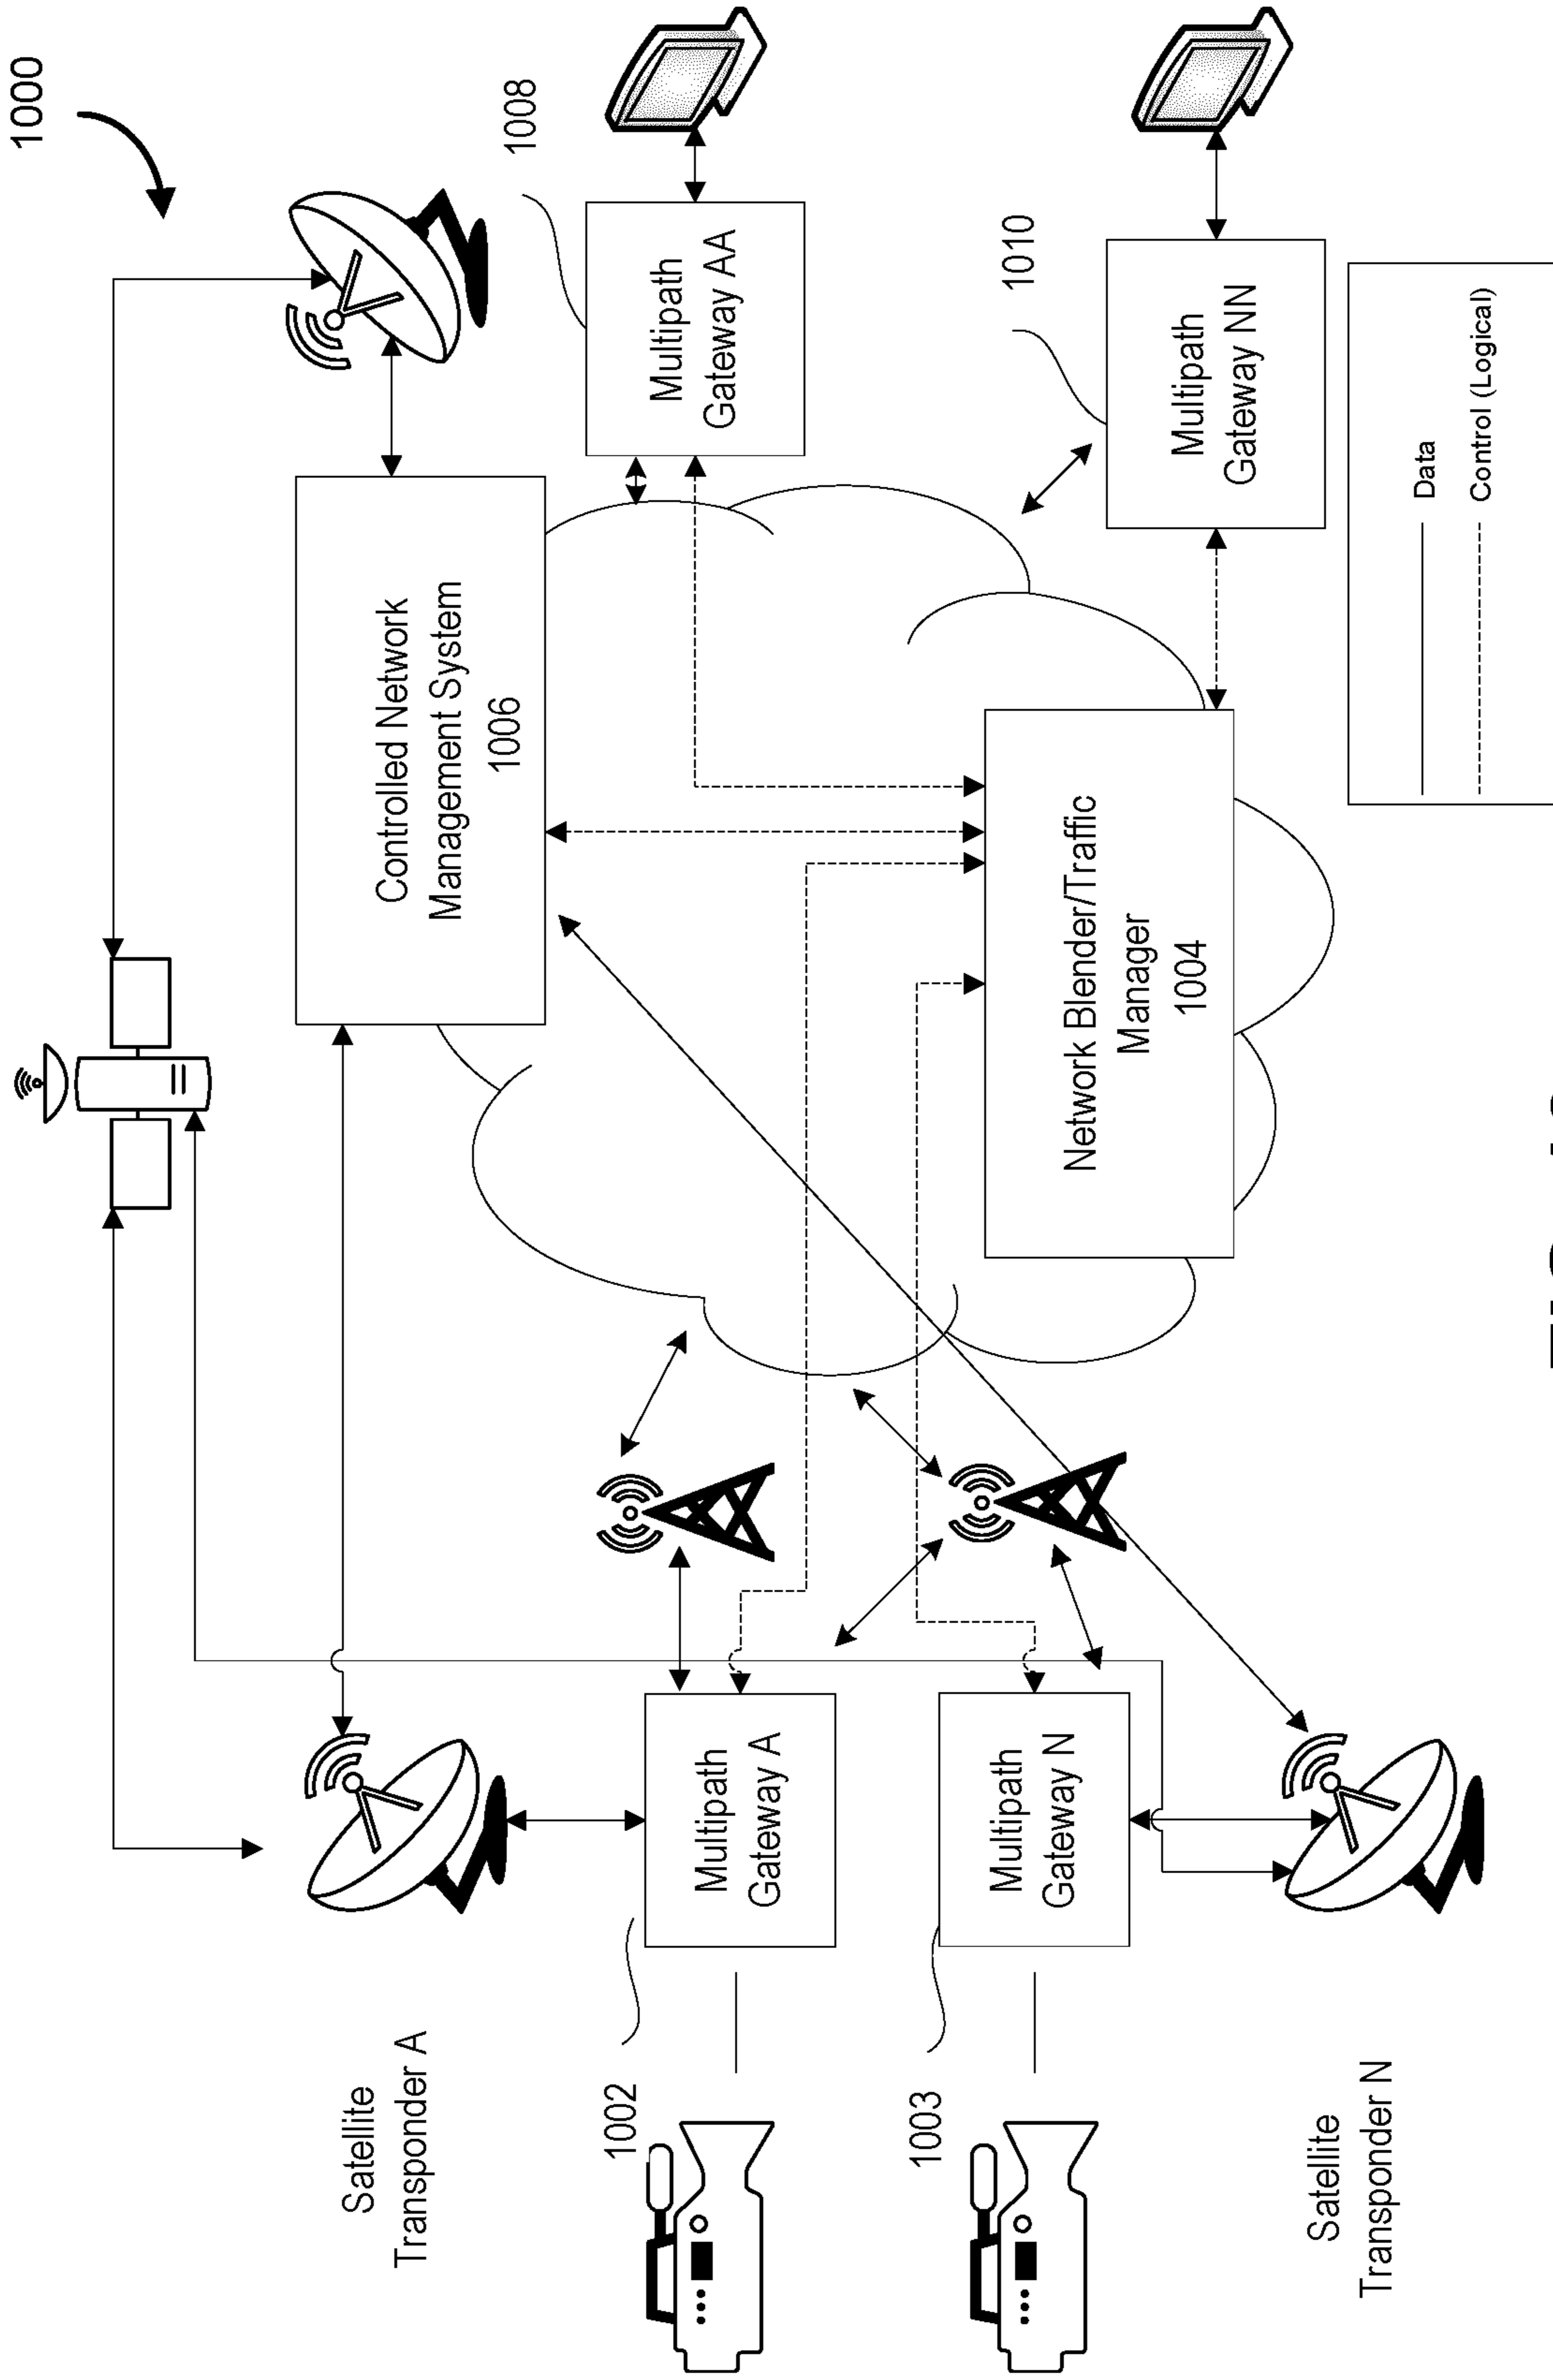 1000
Satellite
Transponder A
Controlled Network
Management System
1006
1002
Multipath
Gateway A
Multipath
Gateway AA
1008
1003
Multipath
Gateway N
Network Blender/Traffic
Manager
1004
Multipath
Gateway NN
1010
Satellite
Transponder N
Data
Control (Logical)